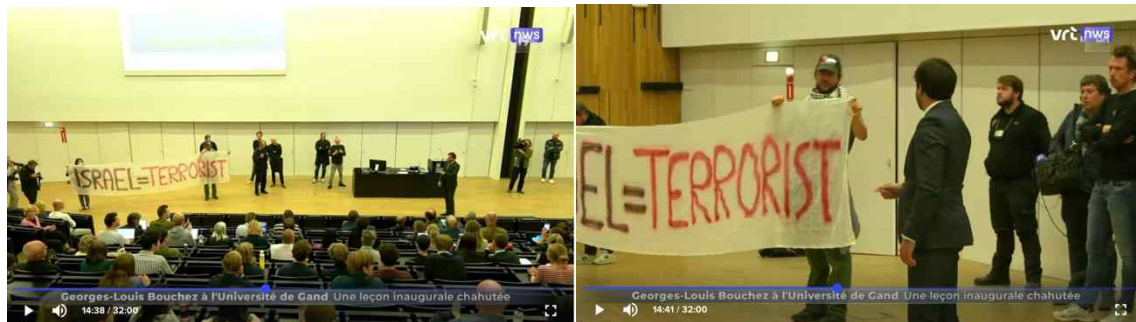 vrt nws
ISRAEL=TERRORIST
Georges-Louis Bouchez à l'Université de Gand Une leçon inaugurale chahutée
14:38 / 32:00
vrt nws
EL=TERRORIST
Georges-Louis Bouchez à l'Université de Gand Une leçon inaugurale chahutée
14:41 / 32:00